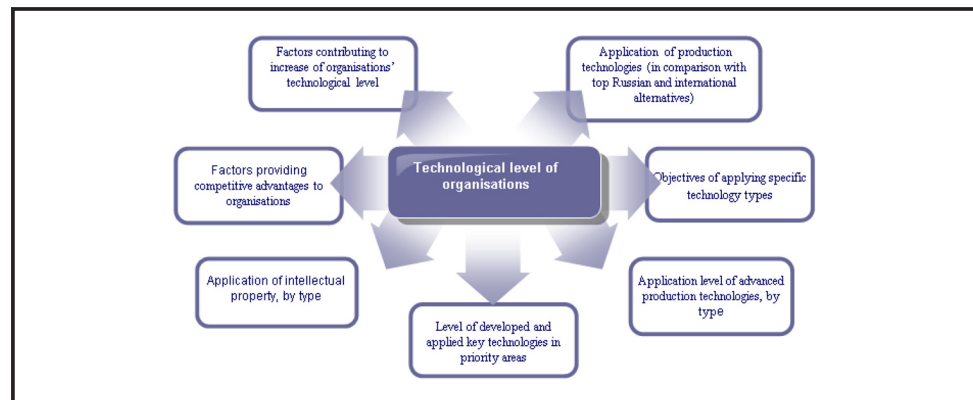 Factors contributing to
increase of organisations'
technological level
Application of production
technologies (in comparison with
top Russian and international
alternatives)
Technological level of
organisations
Factors providing
competitive advantages to
organisations
Objectives of applying specific
technology types
Application of intellectual
property, by type
Application level of advanced
production technologies, by
type
Level of developed and
applied key technologies in
priority areas